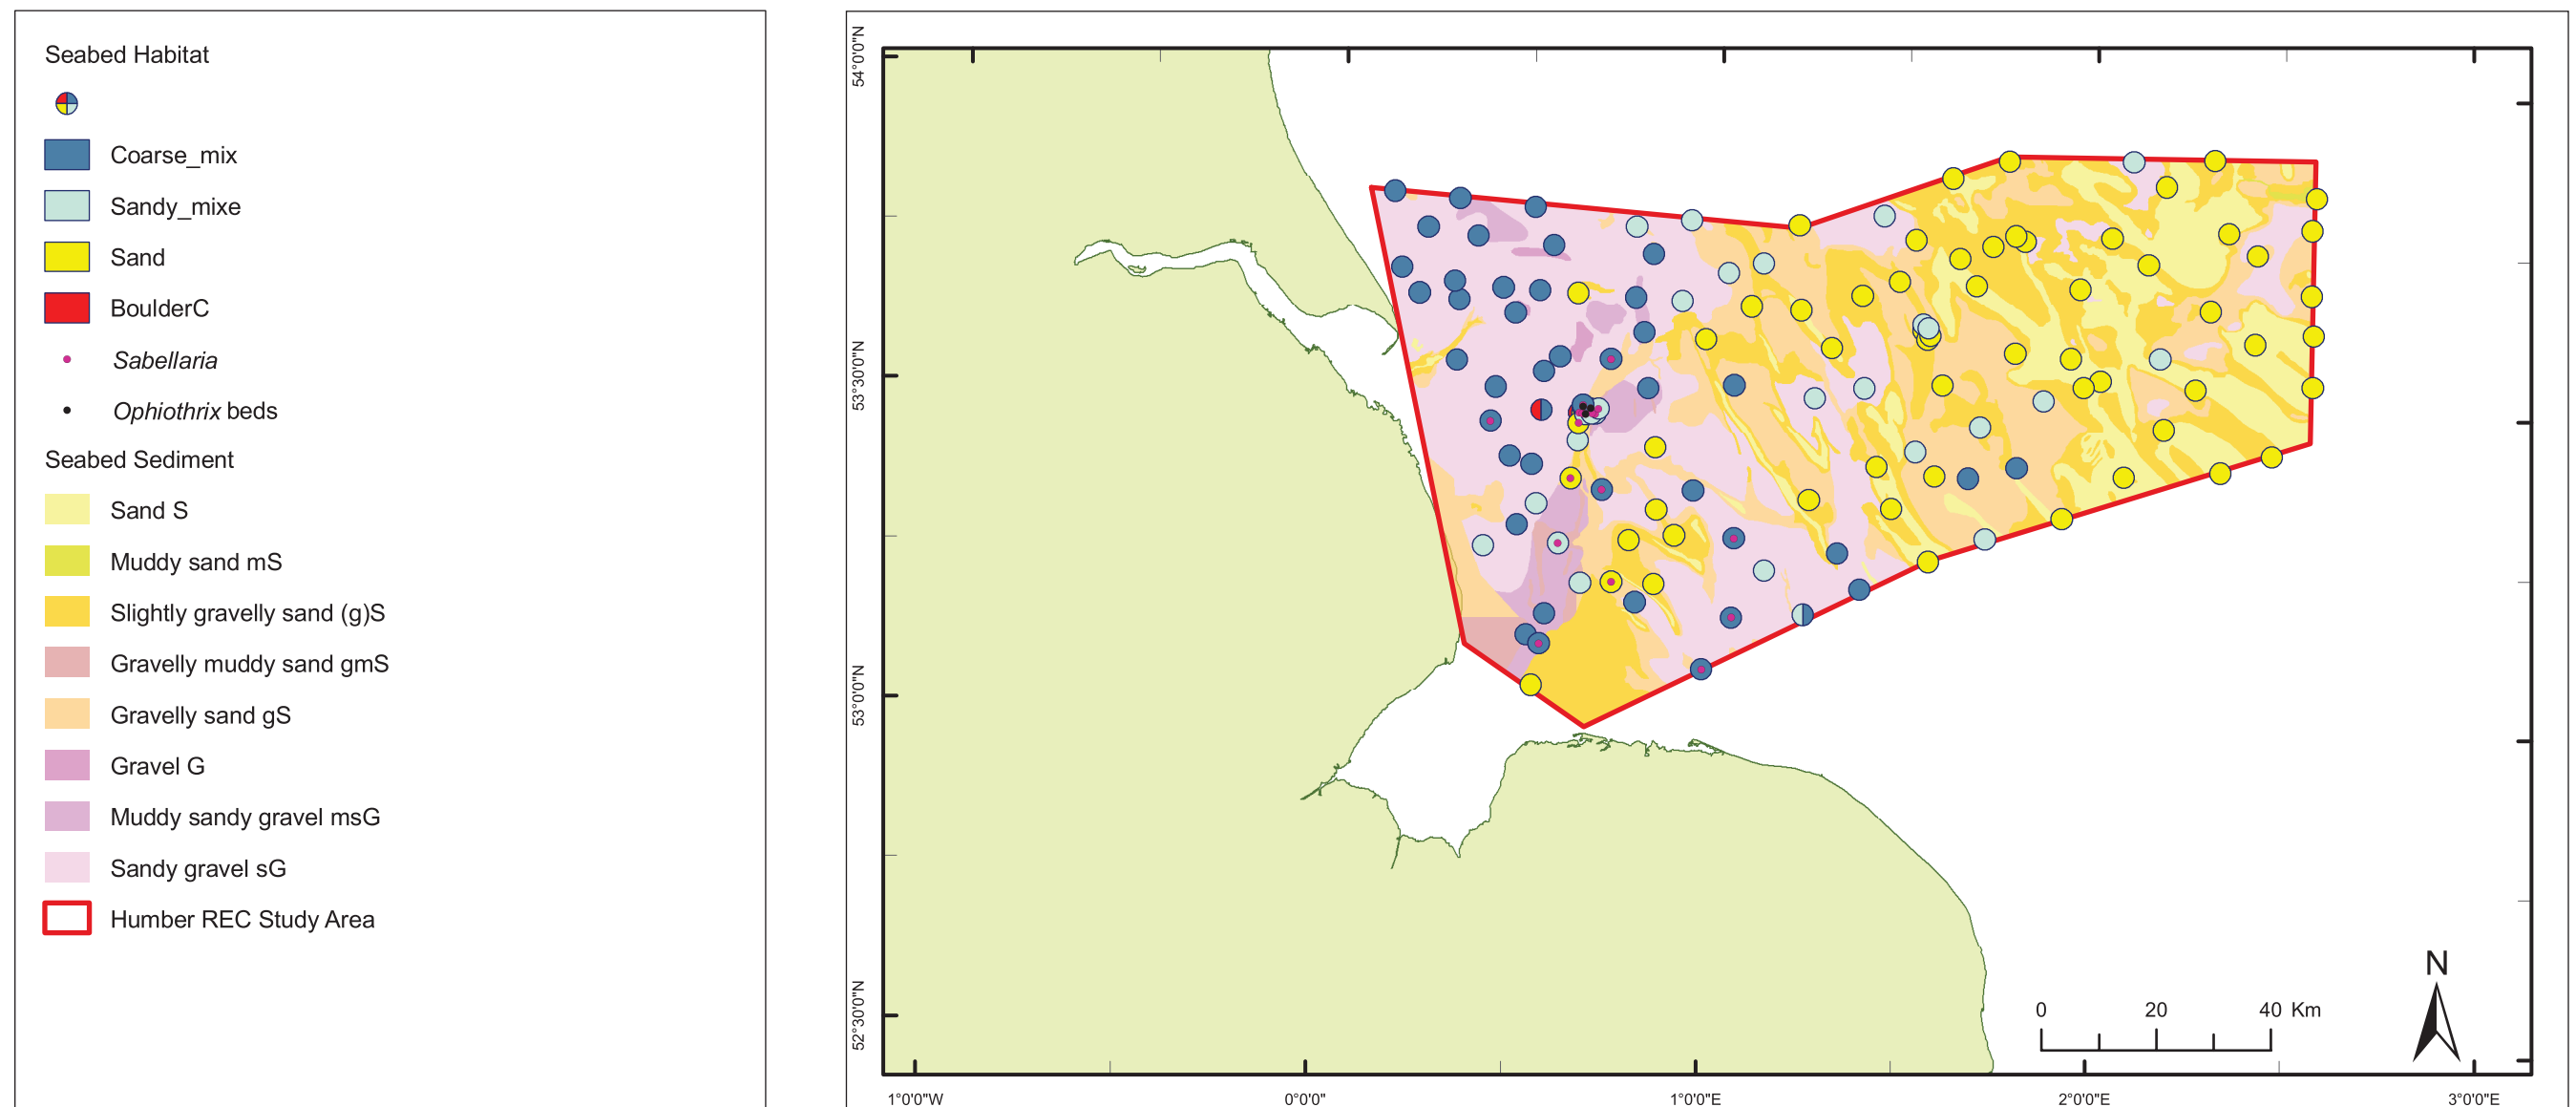 Seabed Habitat
Coarse_mix
Sandy_mixe
Sand
BoulderC
Sabellaria
Ophiothrix beds
Seabed Sediment
Sand S
Muddy sand mS
Slightly gravelly sand (g)S
Gravelly muddy sand gmS
Gravelly sand gS
Gravel G
Muddy sandy gravel msG
Sandy gravel sG
Humber REC Study Area
54°0'0"N
53°30'0"N
53°0'0"N
52°30'0"N
N
0 20 40 Km
1°0'0"W 0°0'0" 1°0'0"E 2°0'0"E 3°0'0"E